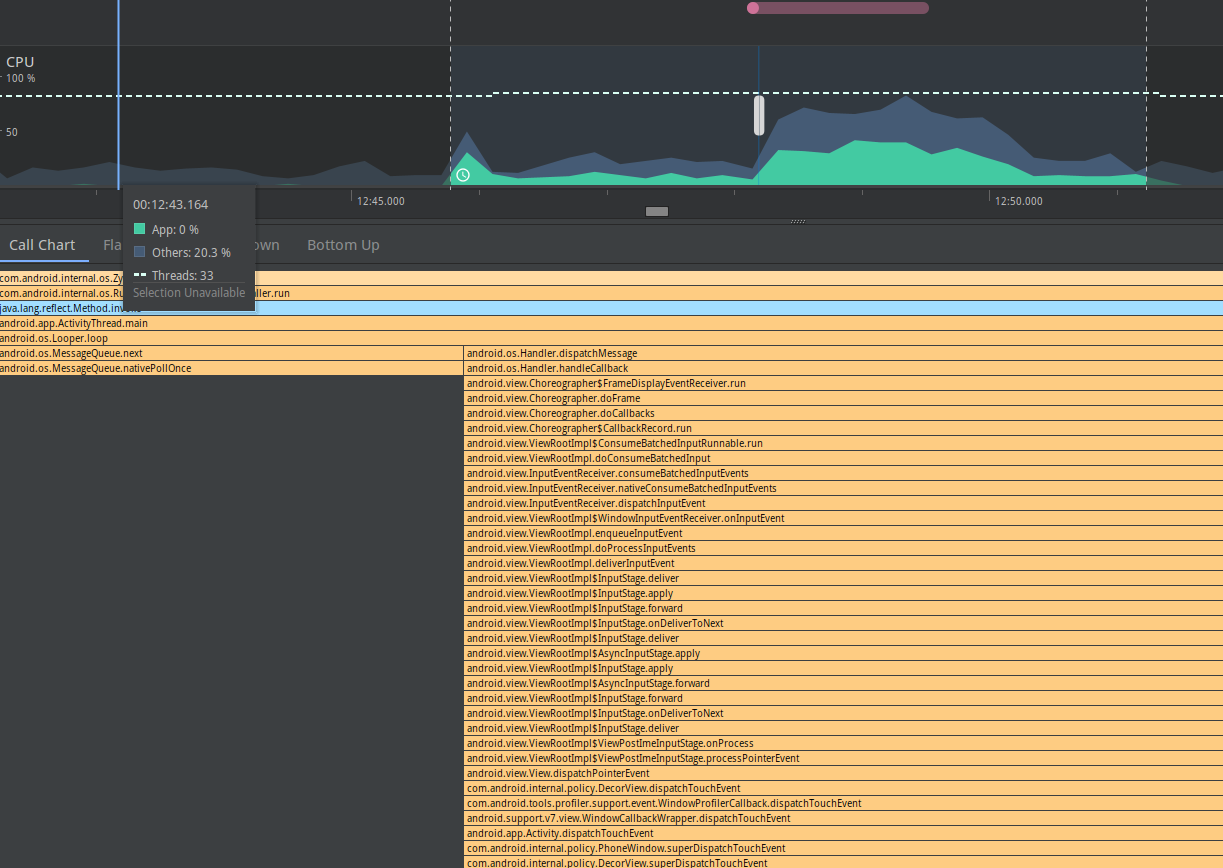 CPU
100 %
50
12:45.000
12:50.000
00:12:43.164
App: 0 %
Others: 20.3 %
Threads: 33
Selection Unavailable
Call Chart
Fla
own
Bottom Up
com.android.internal.os.Zy
com.android.internal.os.Ru
ller.run
java.lang.reflect.Method.invoke
android.app.ActivityThread.main
android.os.Looper.loop
android.os.MessageQueue.next
android.os.Handler.dispatchMessage
android.os.MessageQueue.nativePollOnce
android.os.Handler.handleCallback
android.view.Choreographer$FrameDisplayEventReceiver.run
android.view.Choreographer.doFrame
android.view.Choreographer.doCallbacks
android.view.Choreographer$CallbackRecord.run
android.view.ViewRootImpl$ConsumeBatchedInputRunnable.run
android.view.ViewRootImpl.doConsumeBatchedInput
android.view.InputEventReceiver.consumeBatchedInputEvents
android.view.InputEventReceiver.nativeConsumeBatchedInputEvents
android.view.InputEventReceiver.dispatchInputEvent
android.view.ViewRootImpl$WindowInputEventReceiver.onInputEvent
android.view.ViewRootImpl.enqueueInputEvent
android.view.ViewRootImpl.doProcessInputEvents
android.view.ViewRootImpl.deliverInputEvent
android.view.ViewRootImpl$InputStage.deliver
android.view.ViewRootImpl$InputStage.apply
android.view.ViewRootImpl$InputStage.forward
android.view.ViewRootImpl$InputStage.onDeliverToNext
android.view.ViewRootImpl$InputStage.deliver
android.view.ViewRootImpl$AsyncInputStage.apply
android.view.ViewRootImpl$InputStage.apply
android.view.ViewRootImpl$AsyncInputStage.forward
android.view.ViewRootImpl$InputStage.forward
android.view.ViewRootImpl$InputStage.onDeliverToNext
android.view.ViewRootImpl$InputStage.deliver
android.view.ViewRootImpl$ViewPostImeInputStage.onProcess
android.view.ViewRootImpl$ViewPostImeInputStage.processPointerEvent
android.view.View.dispatchPointerEvent
com.android.internal.policy.DecorView.dispatchTouchEvent
com.android.tools.profiler.support.event.WindowProfilerCallback.dispatchTouchEvent
android.support.v7.view.WindowCallbackWrapper.dispatchTouchEvent
android.app.Activity.dispatchTouchEvent
com.android.internal.policy.PhoneWindow.superDispatchTouchEvent
com.android.internal.policy.DecorView.superDispatchTouchEvent